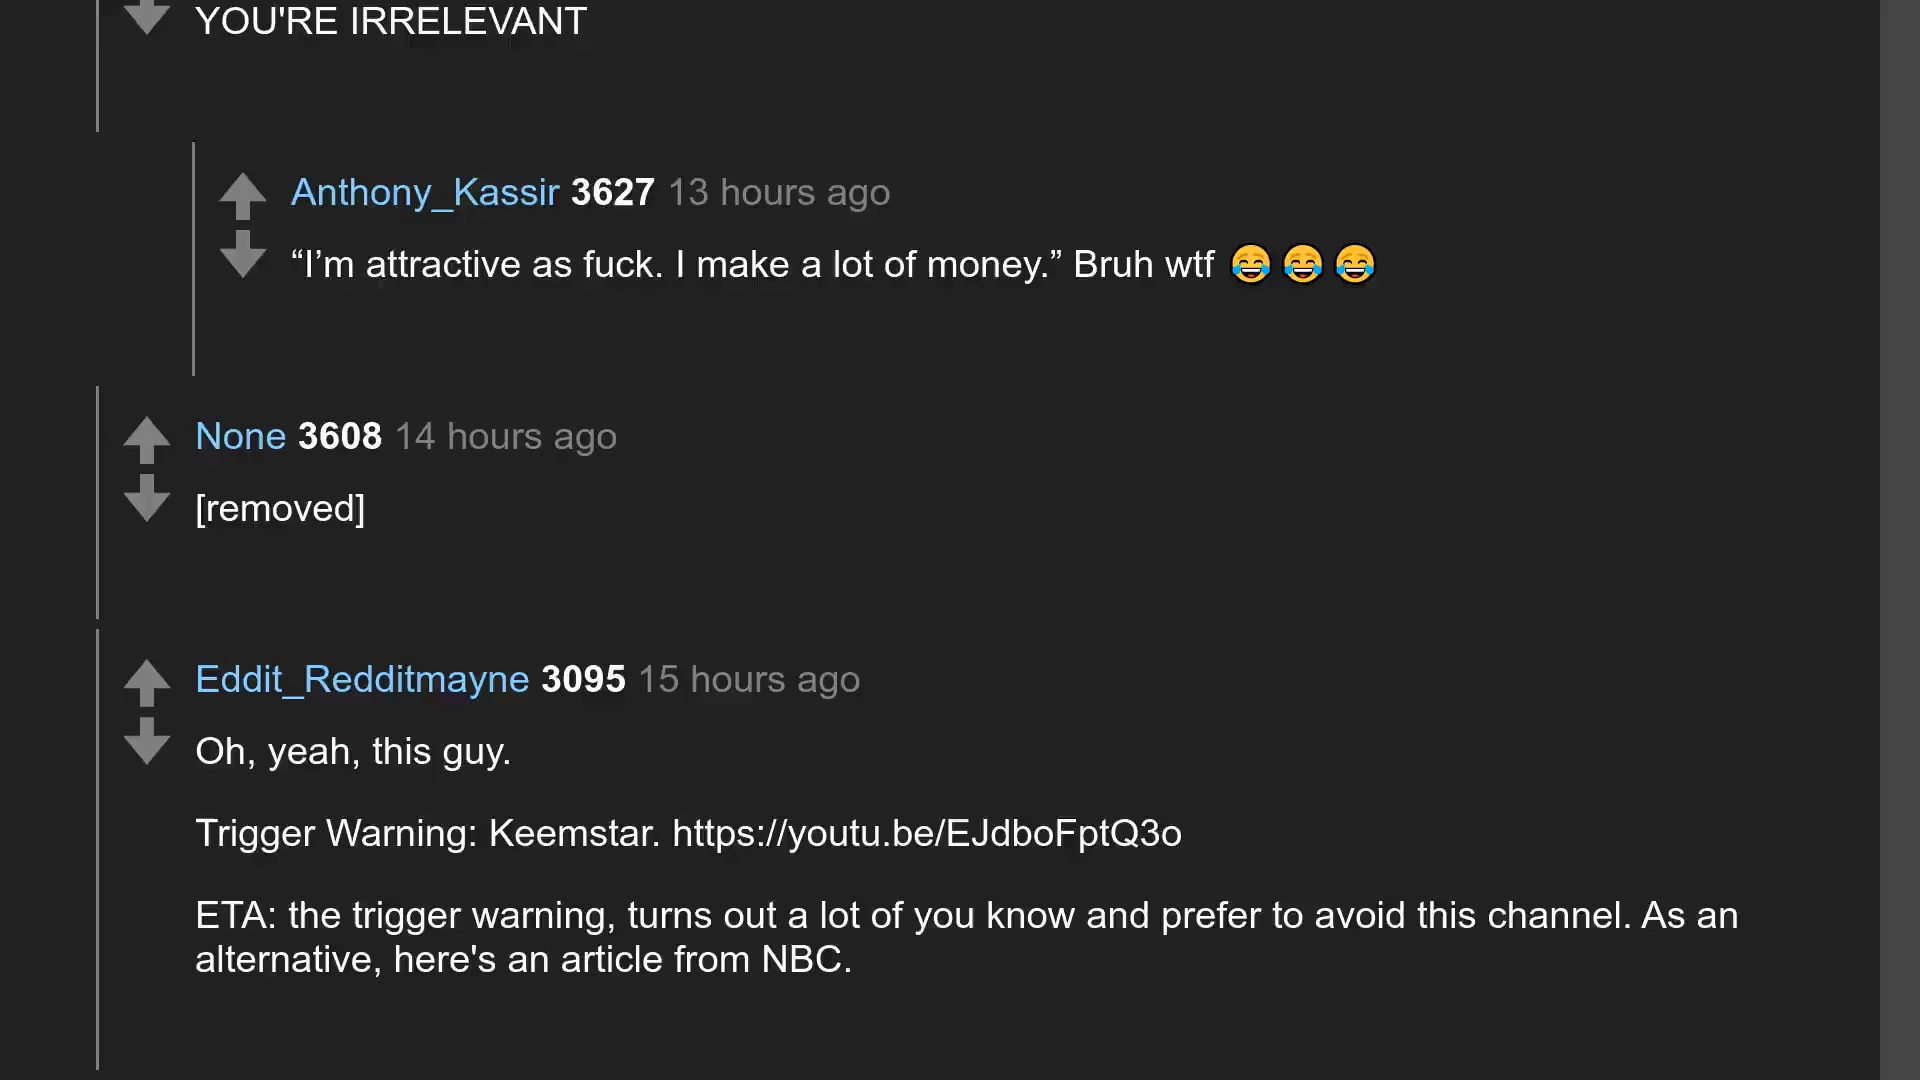 YOU'RE IRRELEVANT
Anthony_Kassir 3627 13 hours ago
“I’m attractive as fuck. I make a lot of money.” Bruh wtf 😂😂😂
None 3608 14 hours ago
[removed]
Eddit_Redditmayne 3095 15 hours ago
Oh, yeah, this guy.
Trigger Warning: Keemstar. https://youtu.be/EJdboFptQ3o
ETA: the trigger warning, turns out a lot of you know and prefer to avoid this channel. As an
alternative, here's an article from NBC.